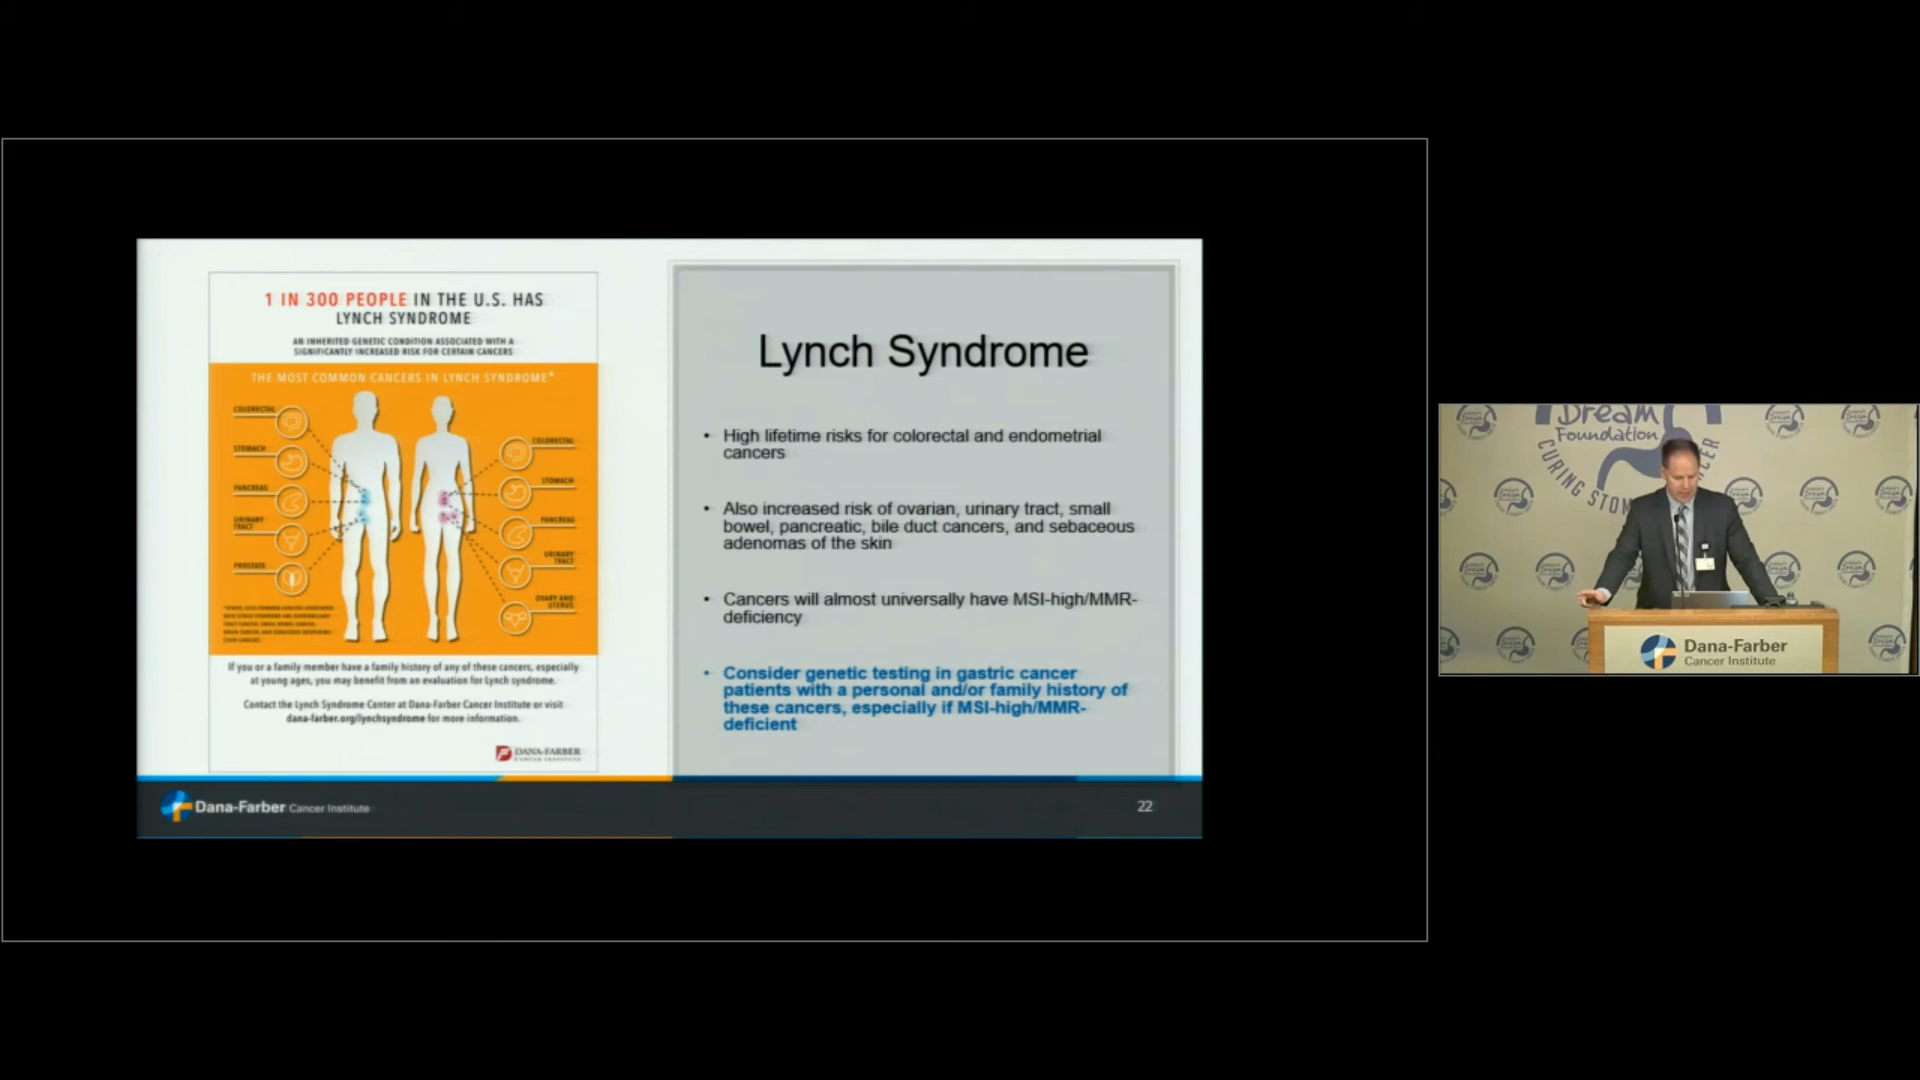 1 IN 300 PEOPLE IN THE U.S. HAS
LYNCH SYNDROME
AN INHERITED GENETIC CONDITION ASSOCIATED WITH A
SIGNIFICANTLY INCREASED RISK FOR CERTAIN CANCERS
THE MOST COMMON CANCERS IN LYNCH SYNDROME*
COLORECTAL
STOMACH
PANCREAS
URINARY
TRACT
PROSTATE
COLORECTAL
STOMACH
PANCREAS
URINARY
TRACT
OVARY AND
UTERUS
If you or a family member have a family history of any of these cancers, especially
at young ages, you may benefit from an evaluation for Lynch syndrome.
Contact the Lynch Syndrome Center at Dana-Farber Cancer Institute or visit
dana-farber.org/lynchsyndrome for more information.
DANA-FARBER
CANCER INSTITUTE
Lynch Syndrome
• High lifetime risks for colorectal and endometrial
cancers
• Also increased risk of ovarian, urinary tract, small
bowel, pancreatic, bile duct cancers, and sebaceous
adenomas of the skin
• Cancers will almost universally have MSI-high/MMR-
deficiency
• Consider genetic testing in gastric cancer
patients with a personal and/or family history of
these cancers, especially if MSI-high/MMR-
deficient
Dana-Farber Cancer Institute
22
Dream
Foundation
CURING STOM
CER
Dana-Farber
Cancer Institute